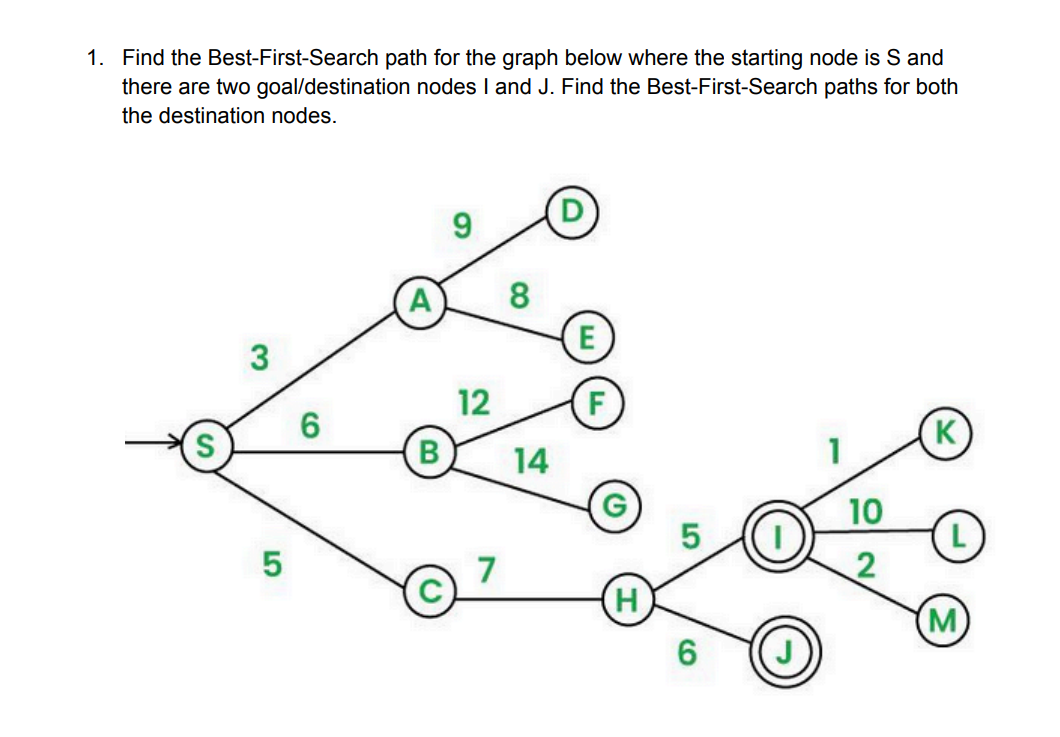 1. Find the Best-First-Search path for the graph below where the starting node is S and
there are two goal/destination nodes I and J. Find the Best-First-Search paths for both
the destination nodes.
D
9
A
8
E
3
12
F
6
S
B
14
K
1
G
10
5
I
L
5
7
2
C
H
M
6
J